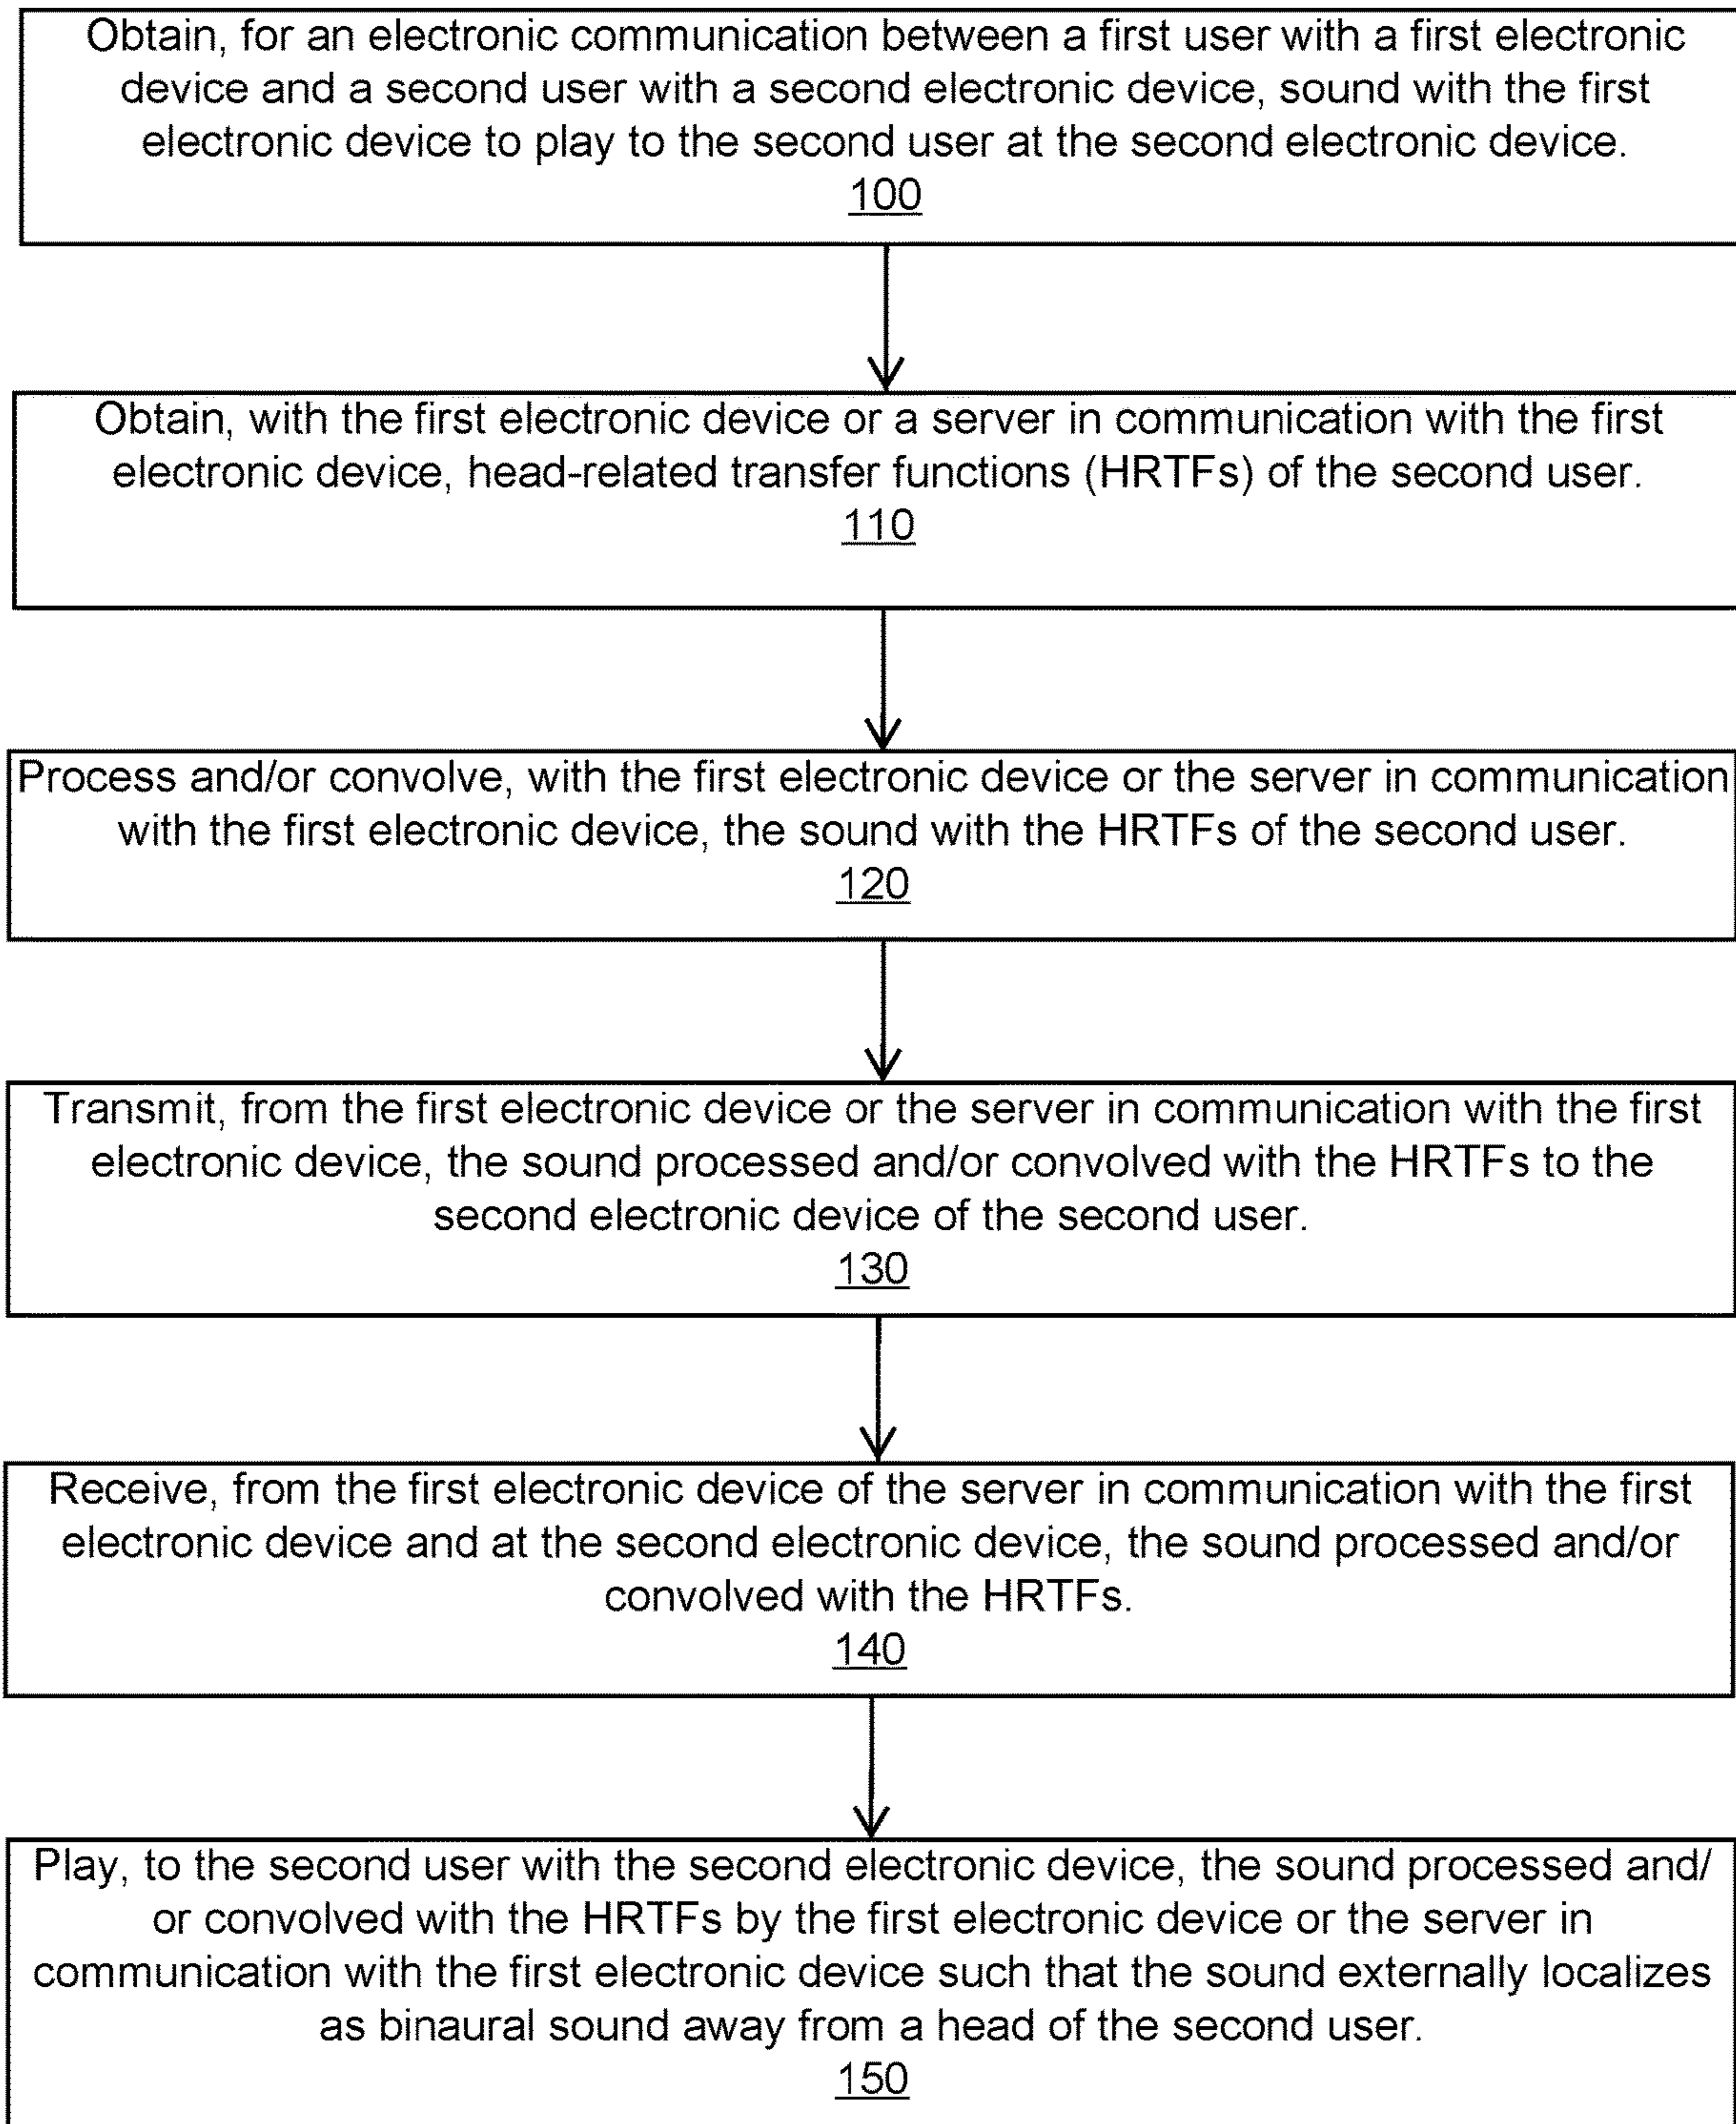 Obtain, for an electronic communication between a first user with a first electronic
device and a second user with a second electronic device, sound with the first
electronic device to play to the second user at the second electronic device.
100
Obtain, with the first electronic device or a server in communication with the first
electronic device, head-related transfer functions (HRTFs) of the second user.
110
Process and/or convolve, with the first electronic device or the server in communication
with the first electronic device, the sound with the HRTFs of the second user.
120
Transmit, from the first electronic device or the server in communication with the first
electronic device, the sound processed and/or convolved with the HRTFs to the
second electronic device of the second user.
130
Receive, from the first electronic device of the server in communication with the first
electronic device and at the second electronic device, the sound processed and/or
convolved with the HRTFs.
140
Play, to the second user with the second electronic device, the sound processed and/
or convolved with the HRTFs by the first electronic device or the server in
communication with the first electronic device such that the sound externally localizes
as binaural sound away from a head of the second user.
150